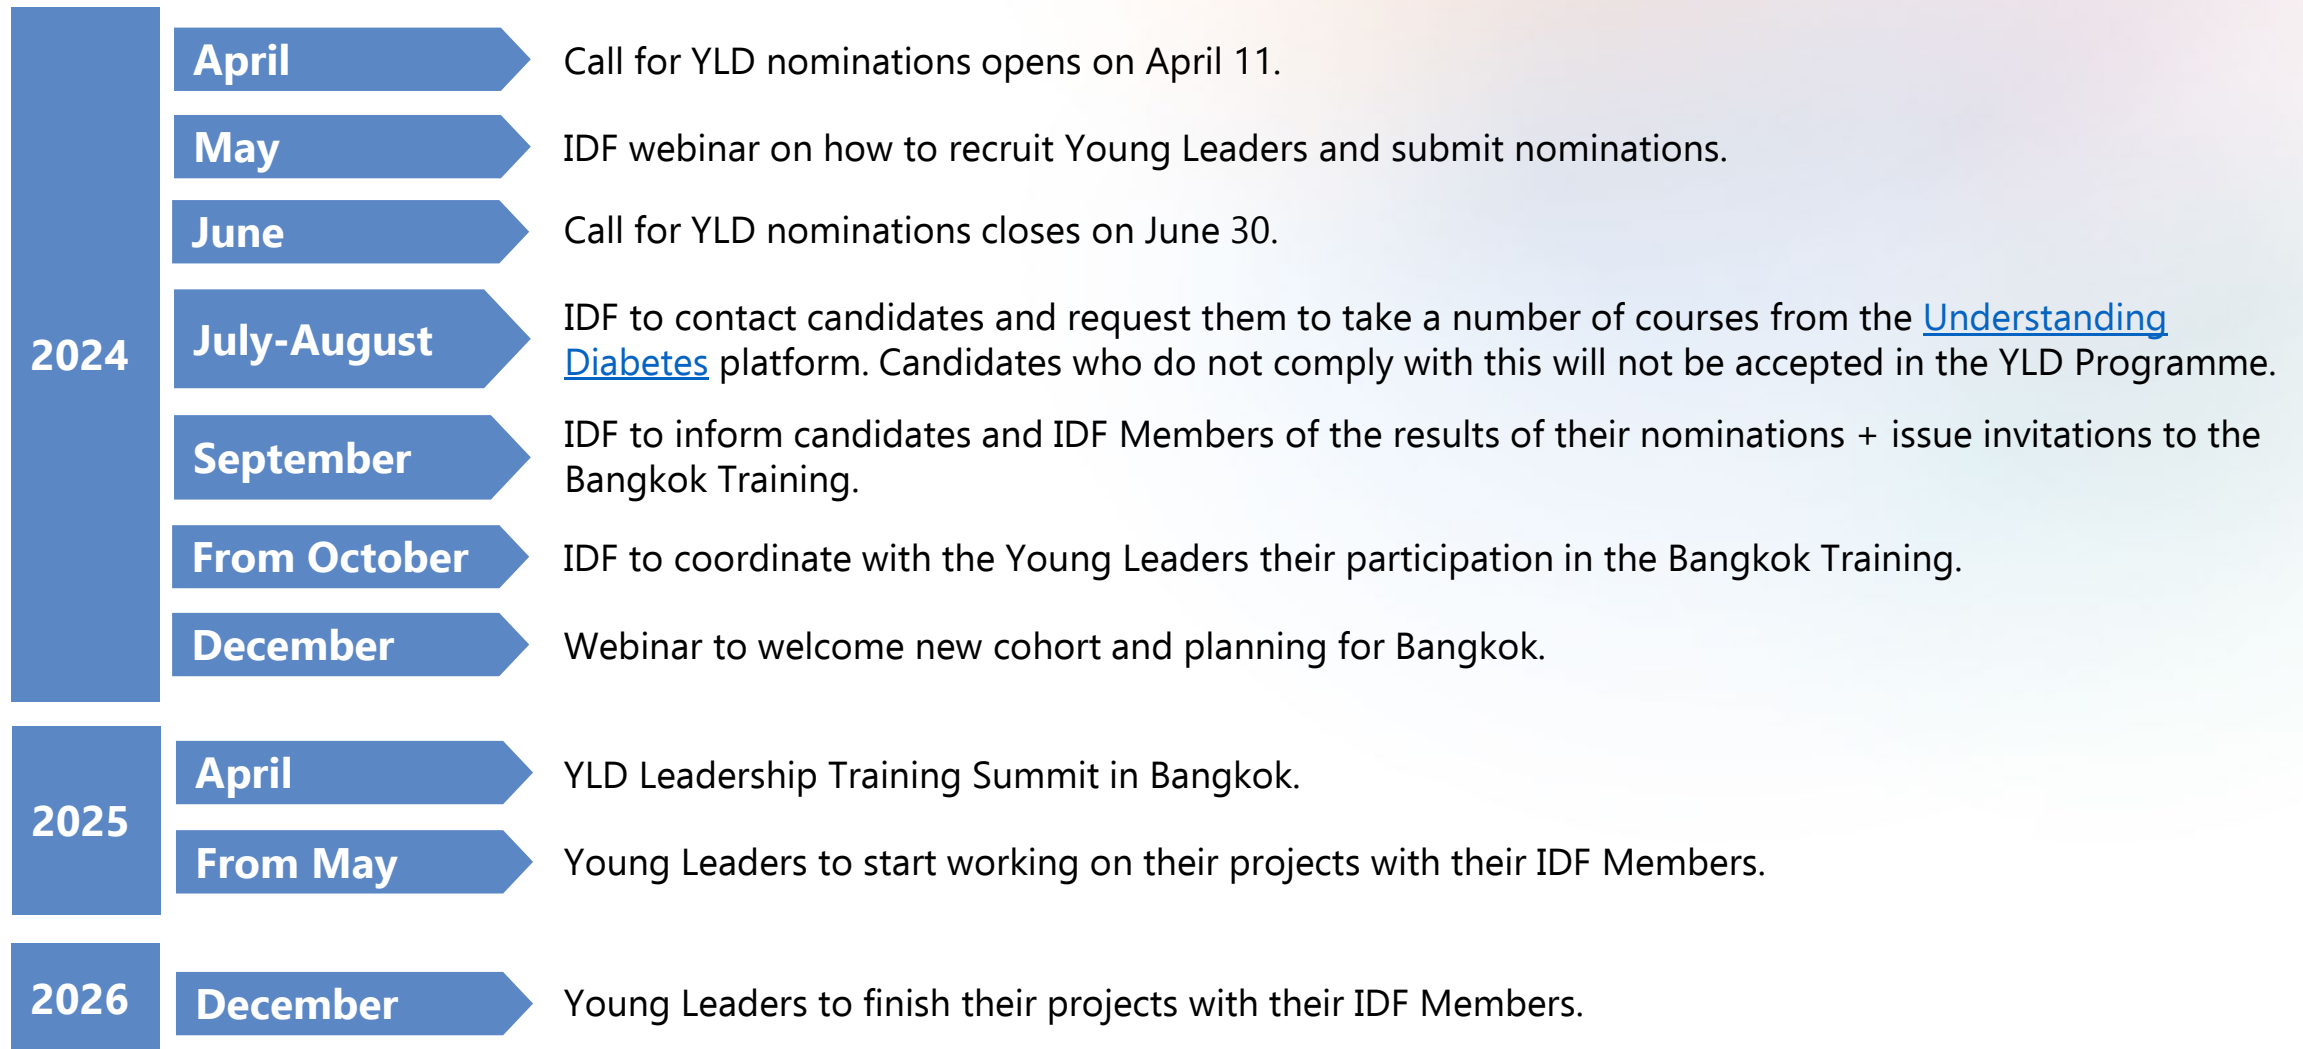 2024
April
Call for YLD nominations opens on April 11.
May
IDF webinar on how to recruit Young Leaders and submit nominations.
June
Call for YLD nominations closes on June 30.
July-August
IDF to contact candidates and request them to take a number of courses from the Understanding
Diabetes platform. Candidates who do not comply with this will not be accepted in the YLD Programme.
September
IDF to inform candidates and IDF Members of the results of their nominations + issue invitations to the
Bangkok Training.
From October
IDF to coordinate with the Young Leaders their participation in the Bangkok Training.
December
Webinar to welcome new cohort and planning for Bangkok.
2025
April
YLD Leadership Training Summit in Bangkok.
From May
Young Leaders to start working on their projects with their IDF Members.
2026
December
Young Leaders to finish their projects with their IDF Members.